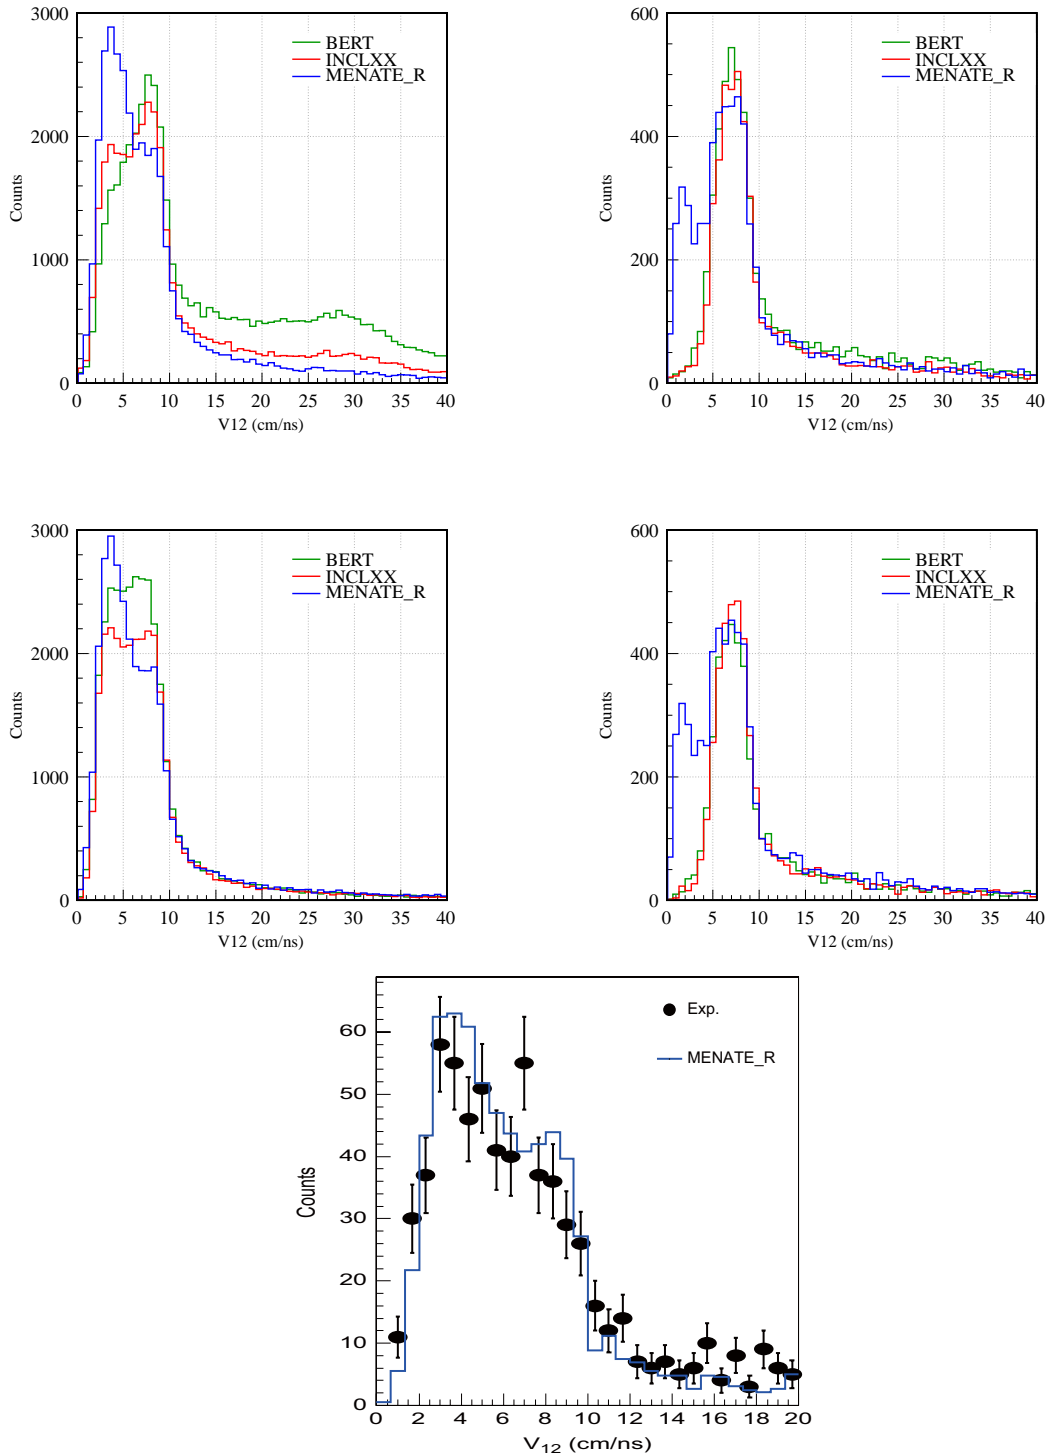 3000
2000
1000
0
Counts
BERT
INCLXX
MENATE_R
0 5 10 15 20 25 30 35 40
V12 (cm/ns)
600
400
200
0
Counts
BERT
INCLXX
MENATE_R
0 5 10 15 20 25 30 35 40
V12 (cm/ns)
3000
2000
1000
0
Counts
BERT
INCLXX
MENATE_R
0 5 10 15 20 25 30 35 40
V12 (cm/ns)
600
400
200
0
Counts
BERT
INCLXX
MENATE_R
0 5 10 15 20 25 30 35 40
V12 (cm/ns)
60
50
40
30
20
10
0
Counts
Exp.
MENATE_R
0 2 4 6 8 10 12 14 16 18 20
V12 (cm/ns)